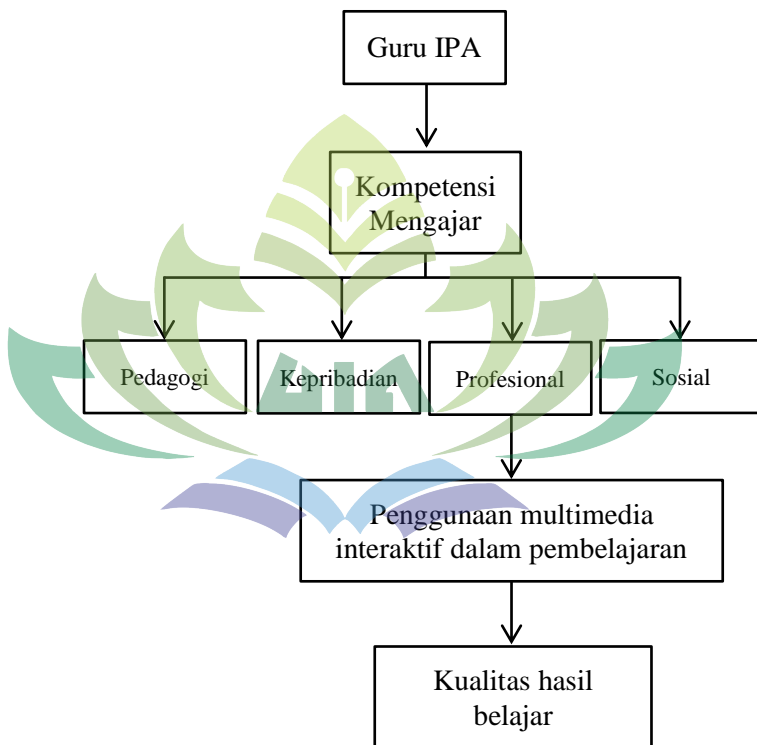 Guru IPA
Kompetensi
Mengajar
Pedagogi
Kepribadian
Profesional
Sosial
Penggunaan multimedia
interaktif dalam pembelajaran
Kualitas hasil
belajar